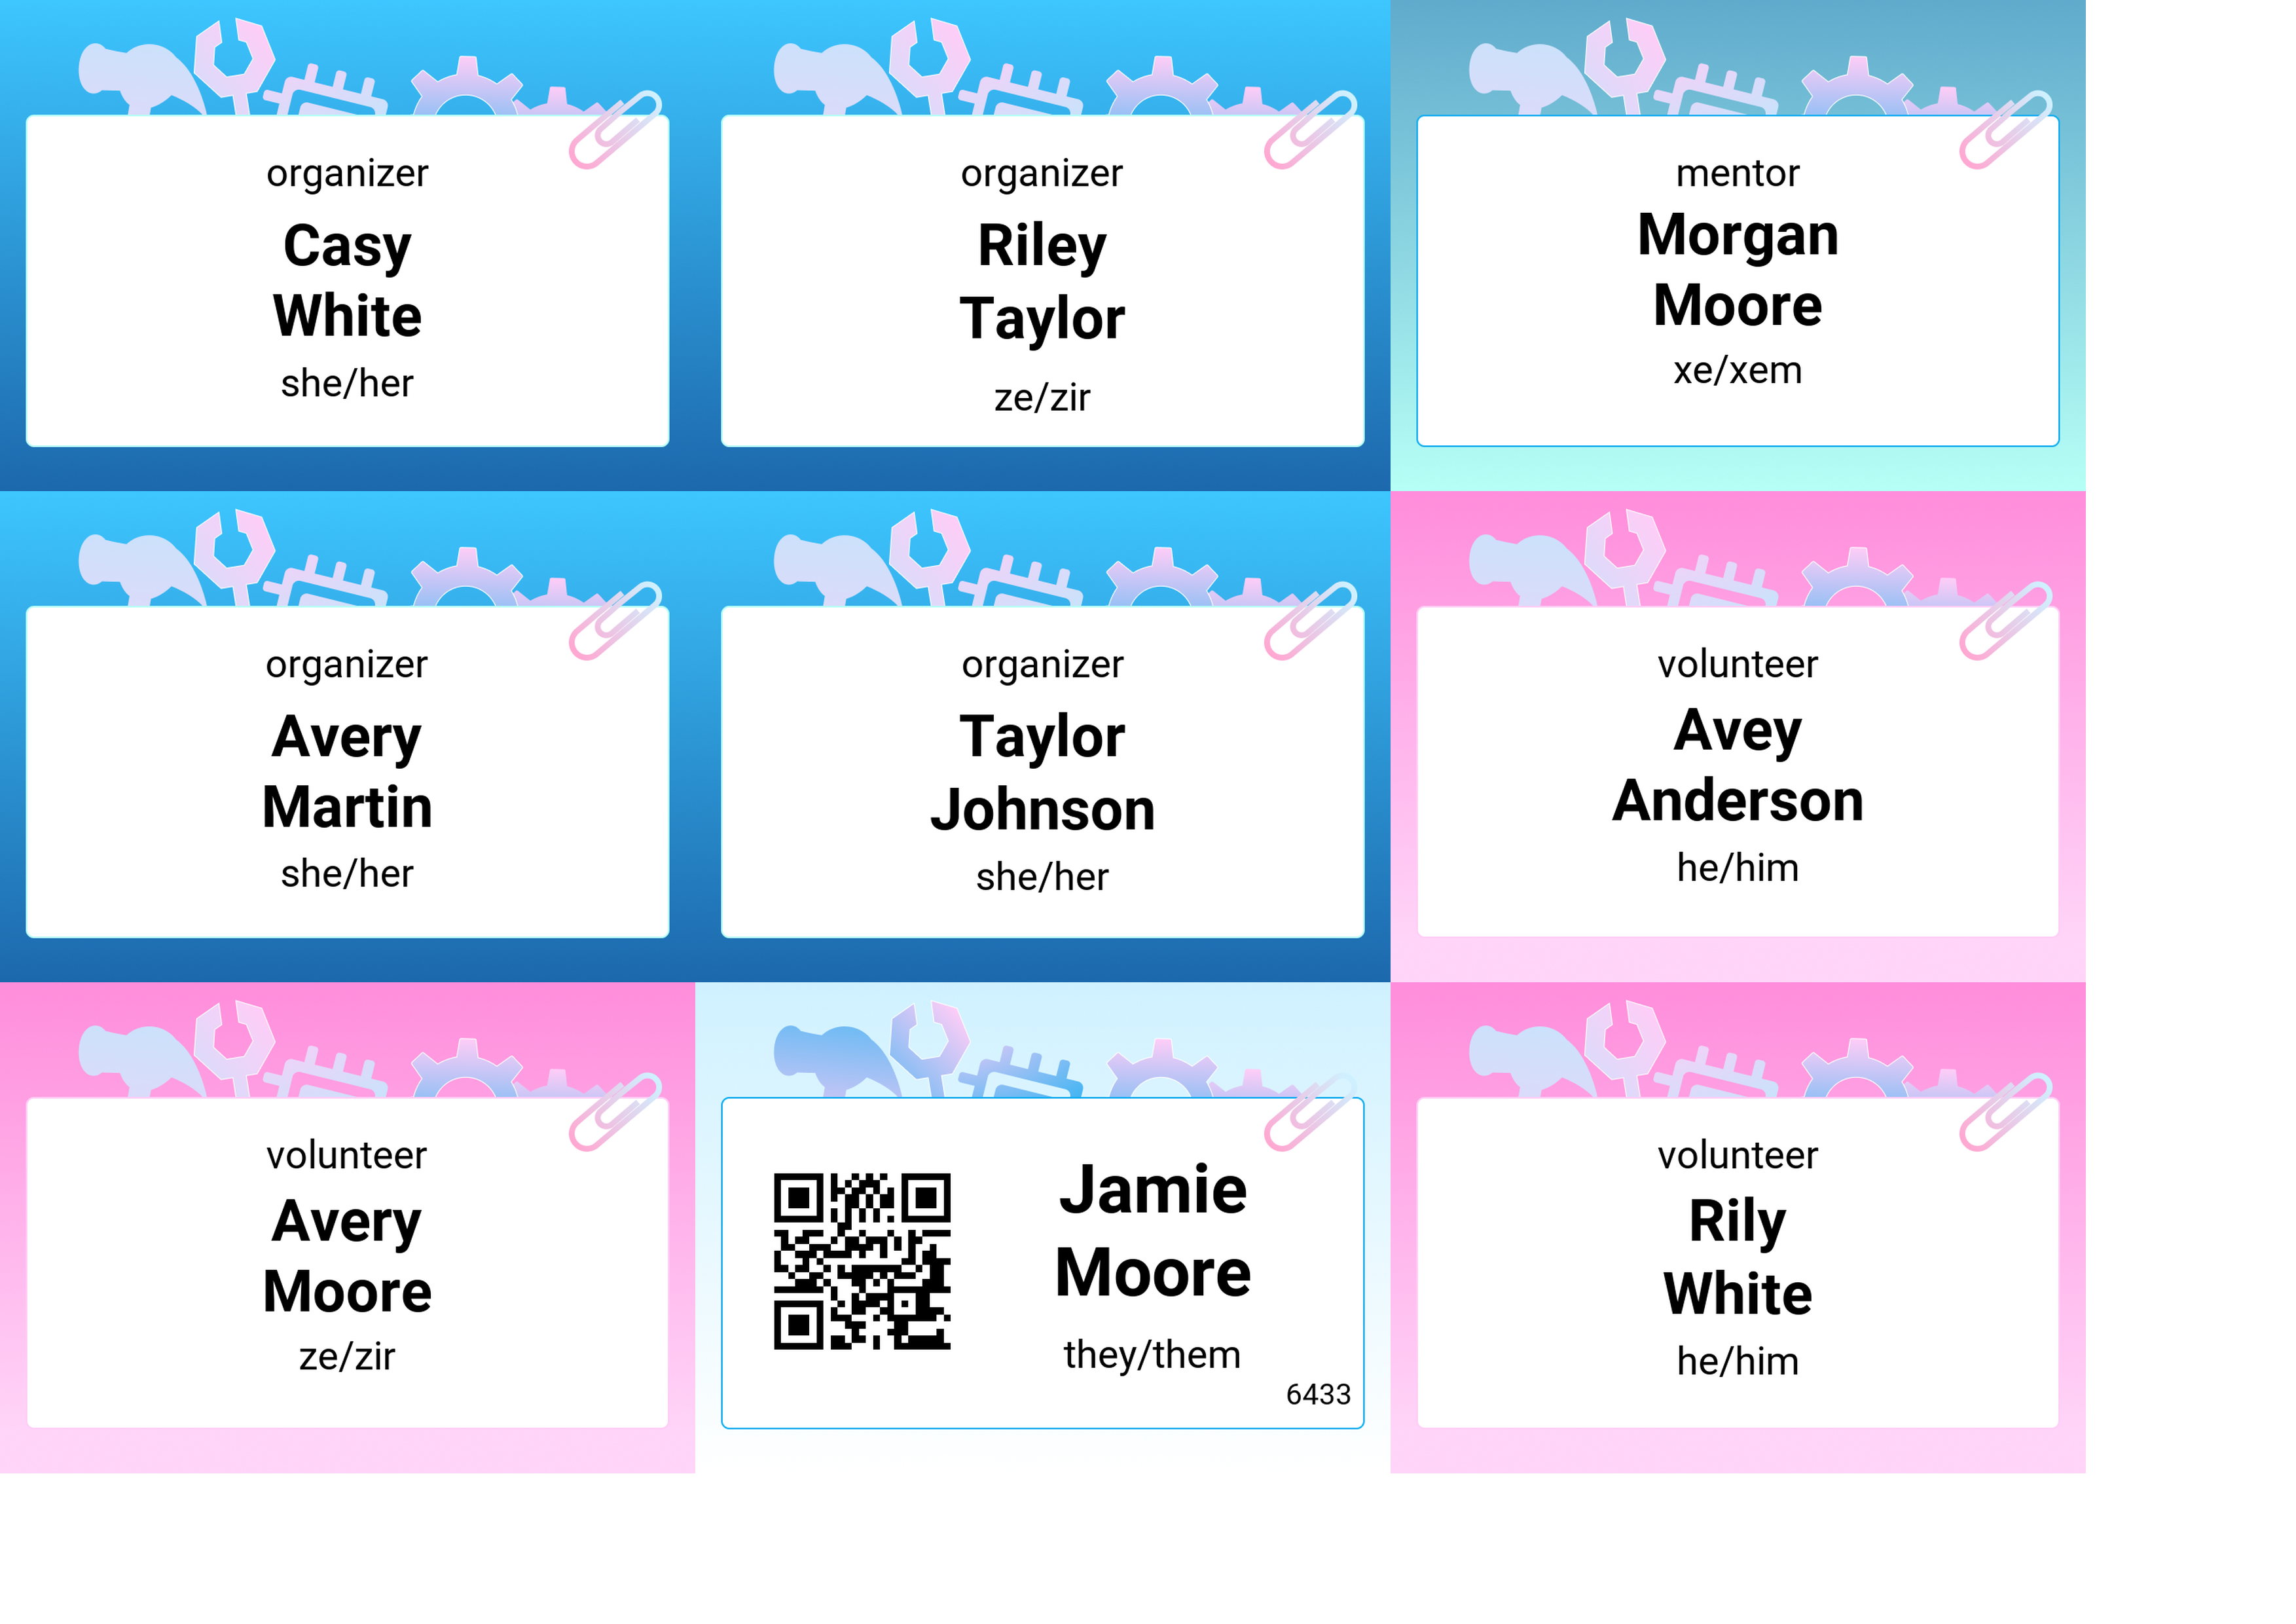 organizer
Casy
White
she/her
organizer
Riley
Taylor
ze/zir
mentor
Morgan
Moore
xe/xem
organizer
Avery
Martin
she/her
organizer
Taylor
Johnson
she/her
volunteer
Avey
Anderson
he/him
volunteer
Avery
Moore
ze/zir
Jamie
Moore
they/them
6433
volunteer
Rily
White
he/him